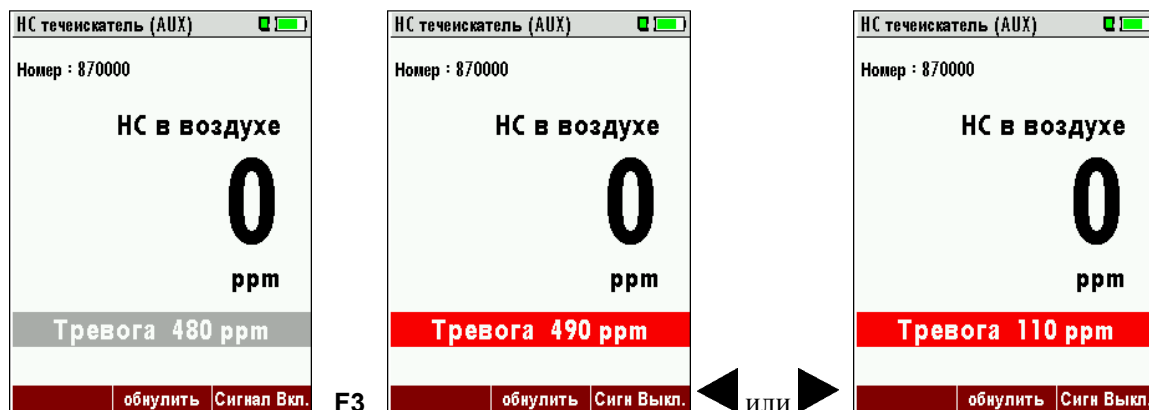 НС течеискатель (AUX)
Номер : 870000
НС в воздухе
0
ppm
Тревога 480 ppm
обнулить Сигнал Вкл.
F3
НС течеискатель (AUX)
Номер : 870000
НС в воздухе
0
ppm
Тревога 490 ppm
обнулить Сигн Выкл.
или
НС течеискатель (AUX)
Номер : 870000
НС в воздухе
0
ppm
Тревога 110 ppm
обнулить Сигн Выкл.